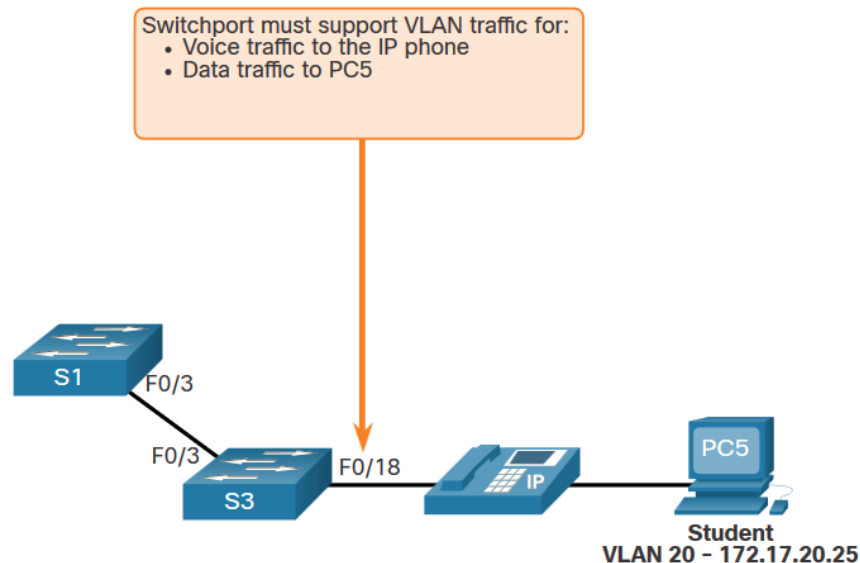 Switchport must support VLAN traffic for:
• Voice traffic to the IP phone
• Data traffic to PC5
S1
F0/3
F0/3
F0/18
S3
IP
PC5
Student
VLAN 20 - 172.17.20.25